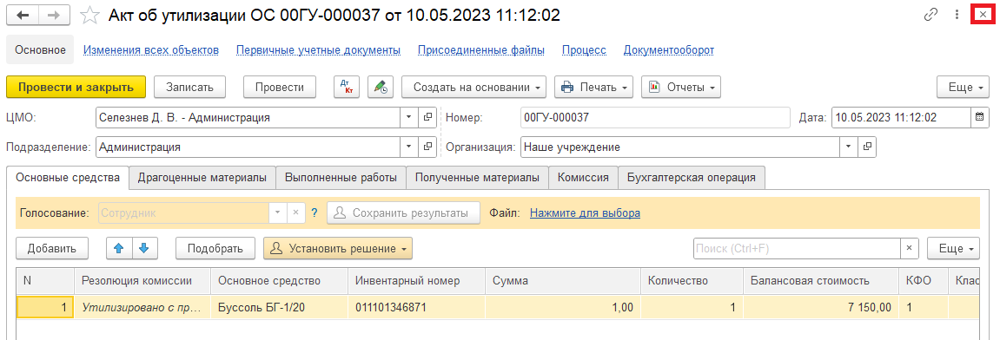 Акт об утилизации ОС 00ГУ-000037 от 10.05.2023 11:12:02
Основное Изменения всех объектов Первичные учетные документы Присоединенные файлы Процесс Документооборот
Провести и закрыть Записать Провести Дт Кт Создать на основании Печать Отчеты Еще
ЦМО: Селезнев Д. В. - Администрация Номер: 00ГУ-000037 Дата: 10.05.2023 11:12:02
Подразделение: Администрация Организация: Наше учреждение
Основные средства Драгоценные материалы Выполненные работы Полученные материалы Комиссия Бухгалтерская операция
Голосование: Сотрудник ? Сохранить результаты Файл: Нажмите для выбора
Добавить Подобрать Установить решение Поиск (Ctrl+F) × Еще
N Резолюция комиссии Основное средство Инвентарный номер Сумма Количество Балансовая стоимость КФО Клас
1 Утилизировано с пр... Буссоль БГ-1/20 011101346871 1,00 1 7 150,00 1